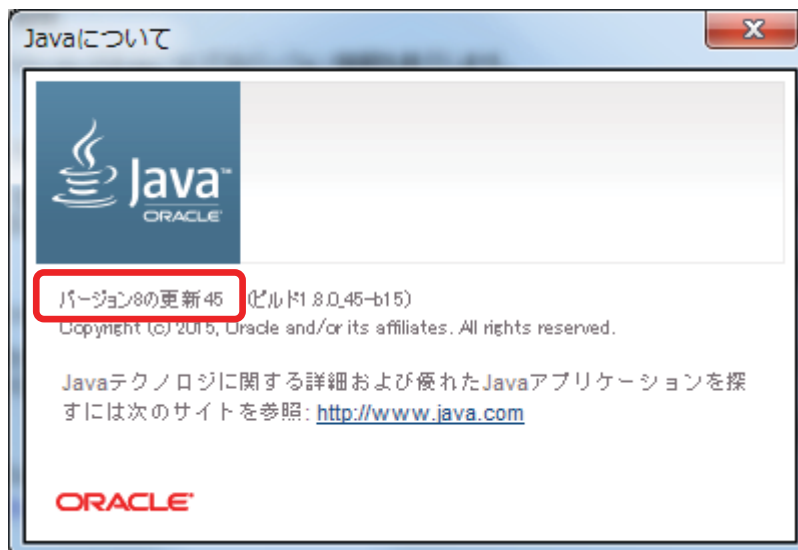 Javaについて
Java™
ORACLE
バージョン8の更新45 (ビルド1.8.0_45-b15)
Copyright (c) 2015, Oracle and/or its affiliates. All rights reserved.
Javaテクノロジに関する詳細および優れたJavaアプリケーションを探
すには次のサイトを参照: http://www.java.com
ORACLE